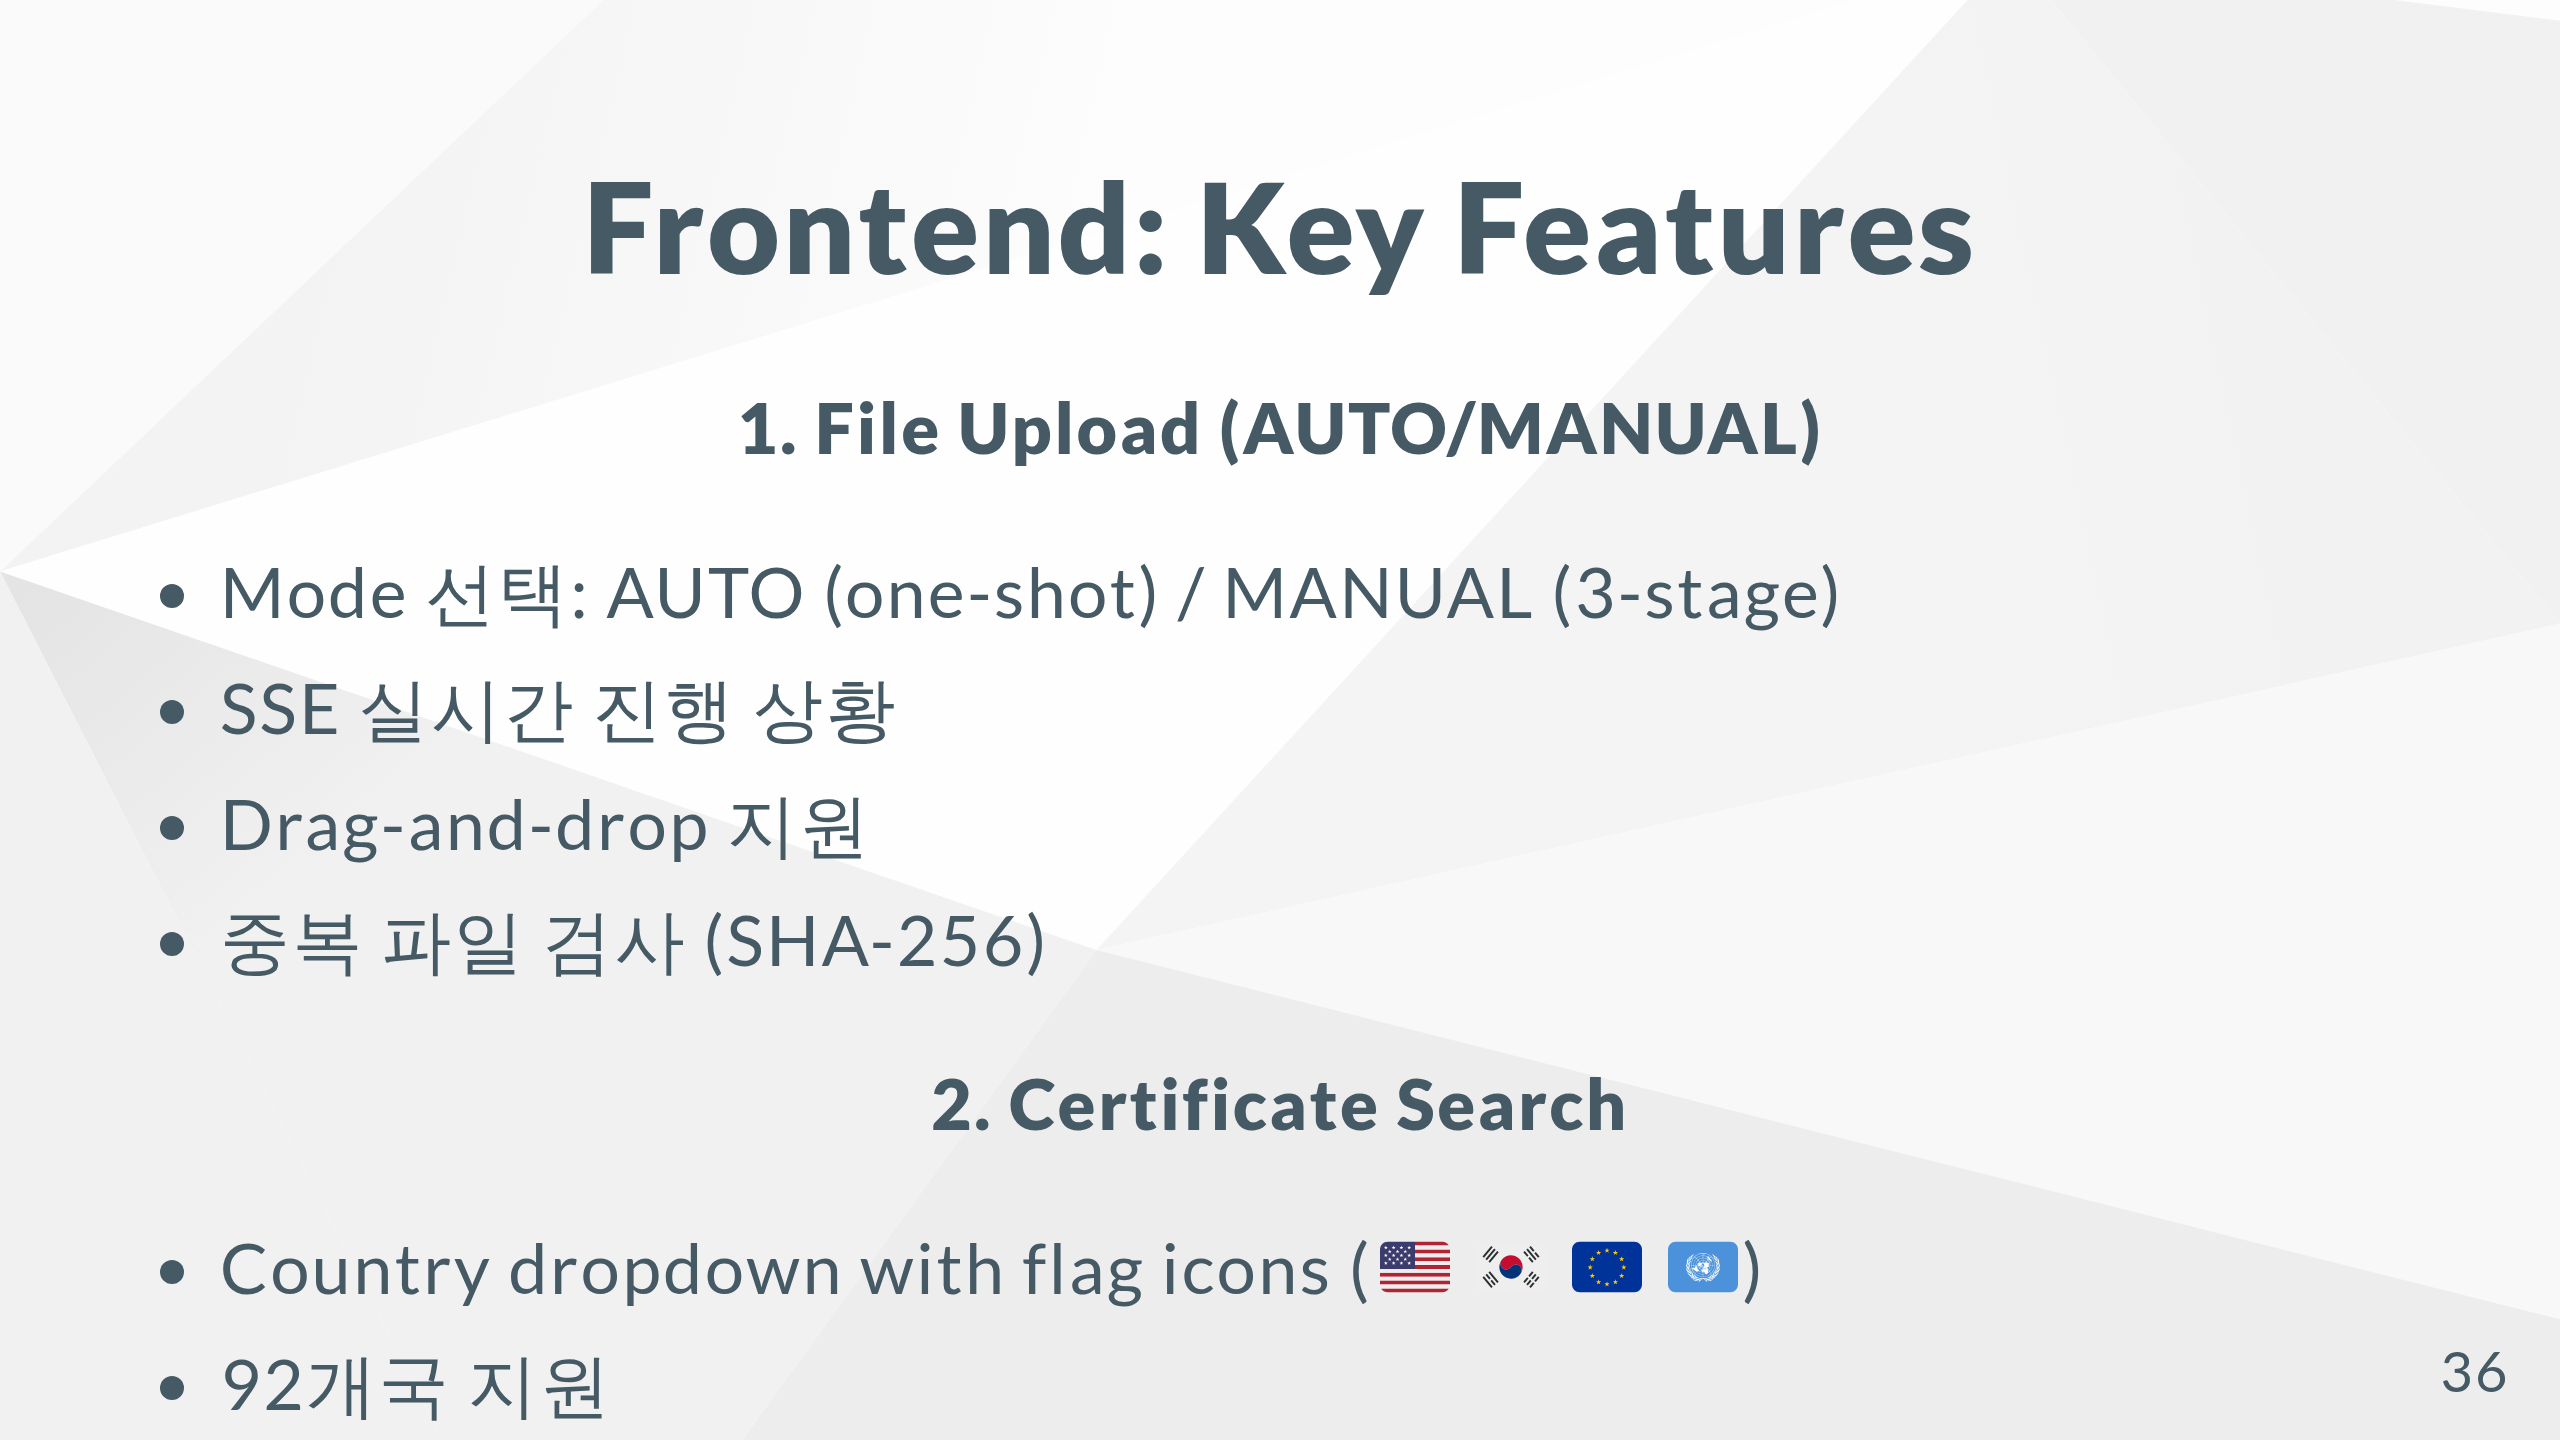 Frontend: Key Features
1. File Upload (AUTO/MANUAL)
• Mode 선택: AUTO (one-shot) / MANUAL (3-stage)
• SSE 실시간 진행 상황
• Drag-and-drop 지원
• 중복 파일 검사 (SHA-256)
2. Certificate Search
• Country dropdown with flag icons (🇺🇸 🇰🇷 🇪🇺 🇺🇳)
• 92개국 지원
36